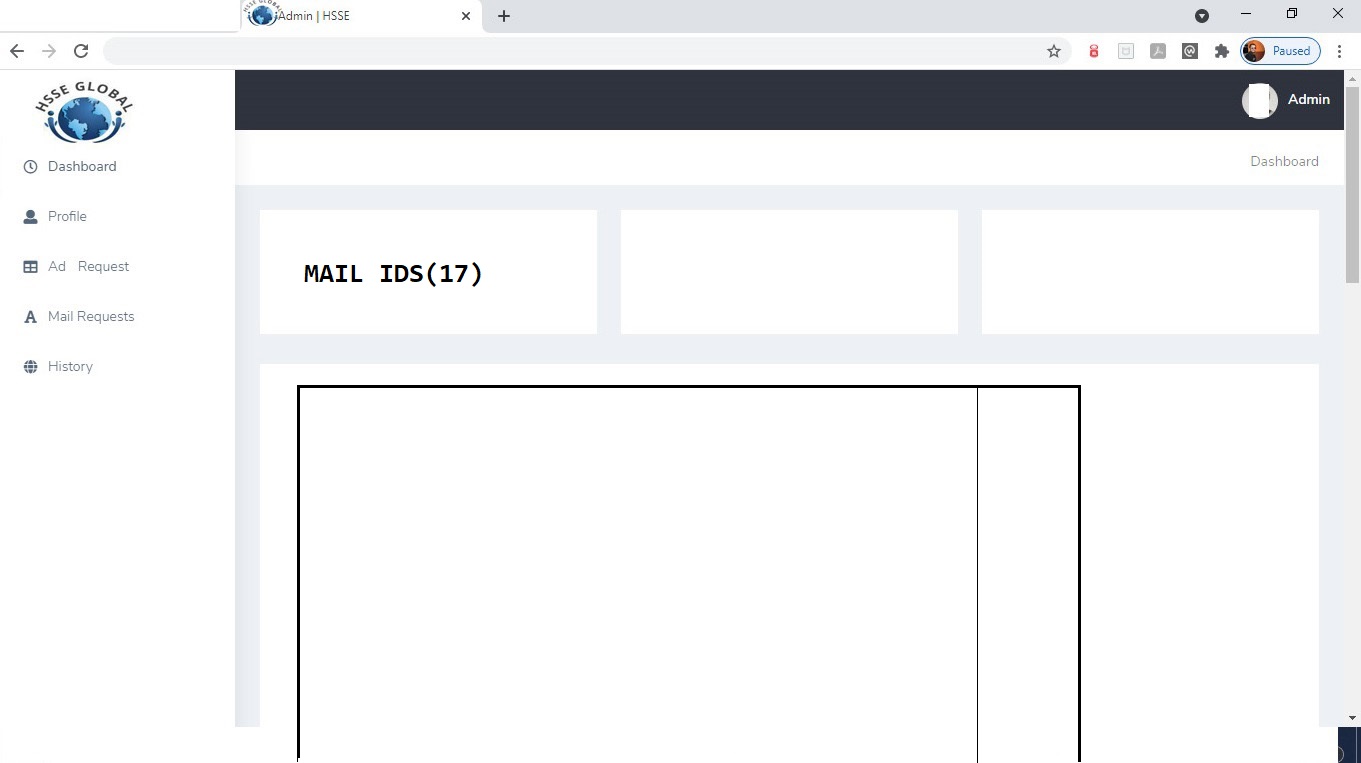 Admin | HSSE
Paused
HSSE GLOBAL
Admin
Dashboard
Dashboard
Profile
Ad Request
Mail Requests
History
MAIL IDS(17)